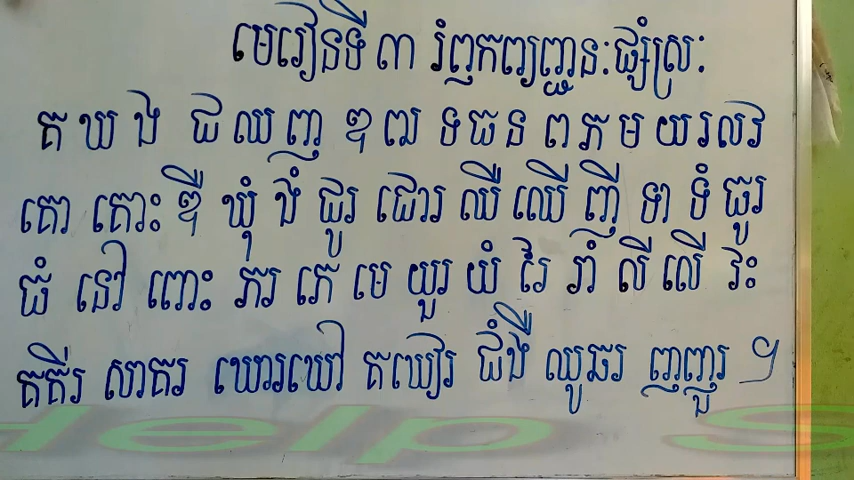 មេរៀនទី ៣ រំឭកព្យញ្ជនៈផ្សំស្រៈ
គ ឃ ង ជ ឈ ញ ឌ ឍ ទ ធ ន ព ភ ម យ រ ល វ
គោ គោះ ឌឺ ឃុំ ងំ ជូរ ជោរ ឈឺ ឈើ ញី ទា ទំ ធូរ
ធំ នៅ ពោះ ភរ ភេ មេ យួរ យំ រៃ រាំ លី លើ វះ
គគីរ សាគរ ឃោរឃៅ គឃៀរ ជំងឺ ឈូឆរ ញញួរ ។
Help S